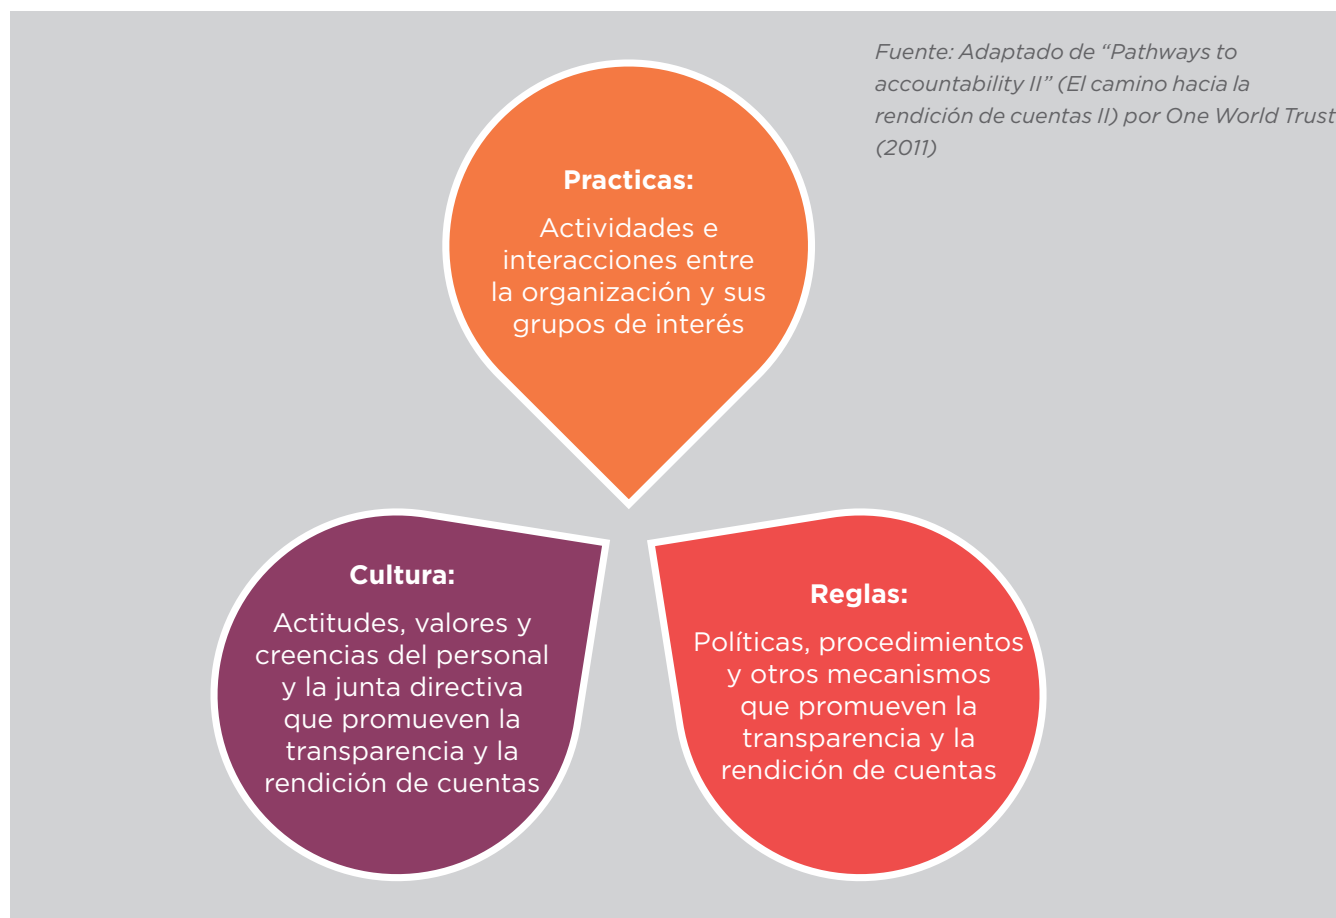 Fuente: Adaptado de “Pathways to
accountability II” (El camino hacia la
rendición de cuentas II) por One World Trust
(2011)
Practicas:
Actividades e
interacciones entre
la organización y sus
grupos de interés
Cultura:
Actitudes, valores y
creencias del personal
y la junta directiva
que promueven la
transparencia y la
rendición de cuentas
Reglas:
Políticas, procedimientos
y otros mecanismos
que promueven la
transparencia y la
rendición de cuentas